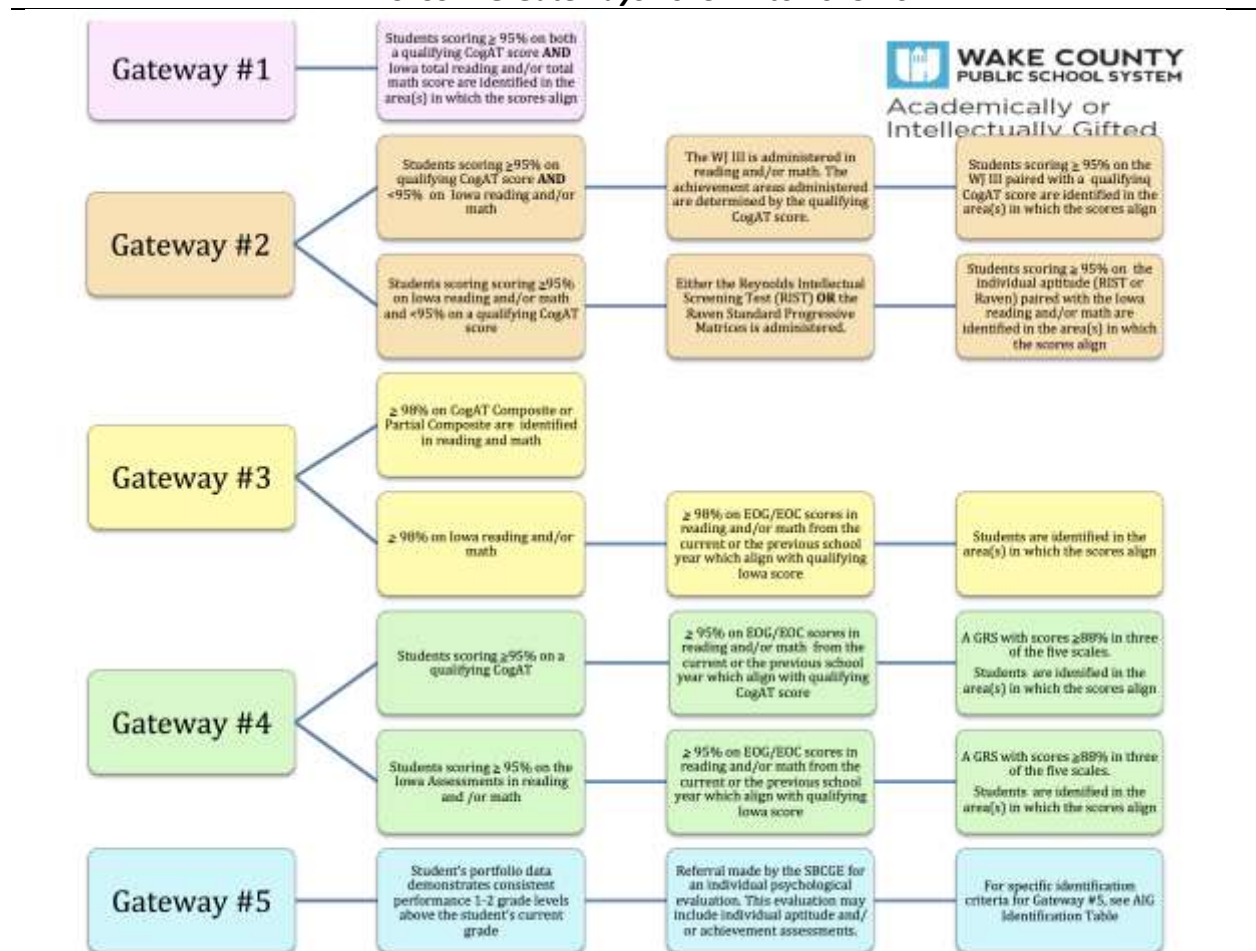 WAKE COUNTY
PUBLIC SCHOOL SYSTEM
Academically or
Intellectually Gifted
Gateway #1
Students scoring ≥ 95% on both
a qualifying CogAT score AND
Iowa total reading and/or total
math score are identified in the
area(s) in which the scores align
Gateway #2
Students scoring ≥95% on
qualifying CogAT score AND
<95% on Iowa reading and/or
math
The WJ III is administered in
reading and/or math. The
achievement areas administered
are determined by the qualifying
CogAT score.
Students scoring ≥ 95% on the
WJ III paired with a qualifying
CogAT score are identified in the
area(s) in which the scores align
Students scoring scoring ≥95%
on Iowa reading and/or math
and <95% on a qualifying CogAT
score
Either the Reynolds Intellectual
Screening Test (RIST) OR the
Raven Standard Progressive
Matrices is administered.
Students scoring ≥ 95% on the
individual aptitude (RIST or
Raven) paired with the Iowa
reading and/or math are
identified in the area(s) in which
the scores align
Gateway #3
≥ 98% on CogAT Composite or
Partial Composite are identified
in reading and math
≥ 98% on Iowa reading and/or
math
≥ 98% on EOG/EOC scores in
reading and/or math from the
current or the previous school
year which align with qualifying
Iowa score
Students are identified in the
area(s) in which the scores align
Gateway #4
Students scoring ≥95% on a
qualifying CogAT
≥ 95% on EOG/EOC scores in
reading and/or math from the
current or the previous school
year which align with qualifying
CogAT score
A GRS with scores ≥88% in three
of the five scales.
Students are identified in the
area(s) in which the scores align
Students scoring ≥ 95% on the
Iowa Assessments in reading
and /or math
≥ 95% on EOG/EOC scores in
reading and/or math from the
current or the previous school
year which align with qualifying
Iowa score
A GRS with scores ≥88% in three
of the five scales.
Students are identified in the
area(s) in which the scores align
Gateway #5
Student's portfolio data
demonstrates consistent
performance 1-2 grade levels
above the student's current
grade
Referral made by the SBCGE for
an individual psychological
evaluation. This evaluation may
include individual aptitude and/
or achievement assessments.
For specific identification
criteria for Gateway #5, see AIG
Identification Table